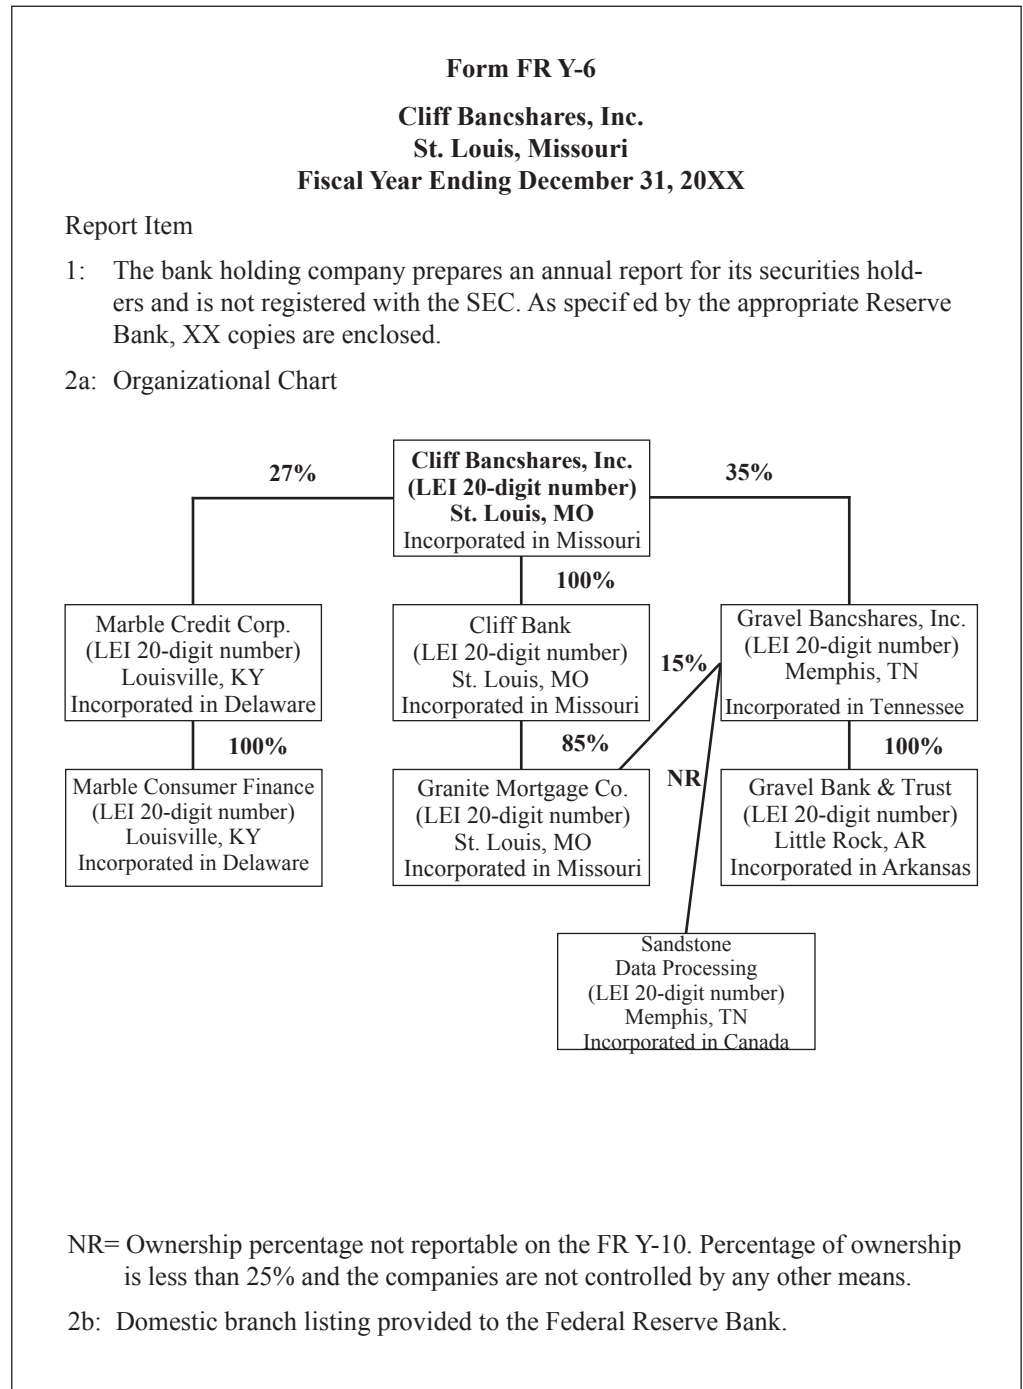 Form FR Y-6
Cliff Bancshares, Inc.
St. Louis, Missouri
Fiscal Year Ending December 31, 20XX
Report Item
1: The bank holding company prepares an annual report for its securities hold-
ers and is not registered with the SEC. As specif ed by the appropriate Reserve
Bank, XX copies are enclosed.
2a: Organizational Chart
27%
Cliff Bancshares, Inc.
(LEI 20-digit number)
St. Louis, MO
Incorporated in Missouri
35%
100%
Marble Credit Corp.
(LEI 20-digit number)
Louisville, KY
Incorporated in Delaware
Cliff Bank
(LEI 20-digit number)
St. Louis, MO
Incorporated in Missouri
15%
Gravel Bancshares, Inc.
(LEI 20-digit number)
Memphis, TN
Incorporated in Tennessee
100%
85%
NR
100%
Marble Consumer Finance
(LEI 20-digit number)
Louisville, KY
Incorporated in Delaware
Granite Mortgage Co.
(LEI 20-digit number)
St. Louis, MO
Incorporated in Missouri
Gravel Bank & Trust
(LEI 20-digit number)
Little Rock, AR
Incorporated in Arkansas
Sandstone
Data Processing
(LEI 20-digit number)
Memphis, TN
Incorporated in Canada
NR= Ownership percentage not reportable on the FR Y-10. Percentage of ownership
is less than 25% and the companies are not controlled by any other means.
2b: Domestic branch listing provided to the Federal Reserve Bank.